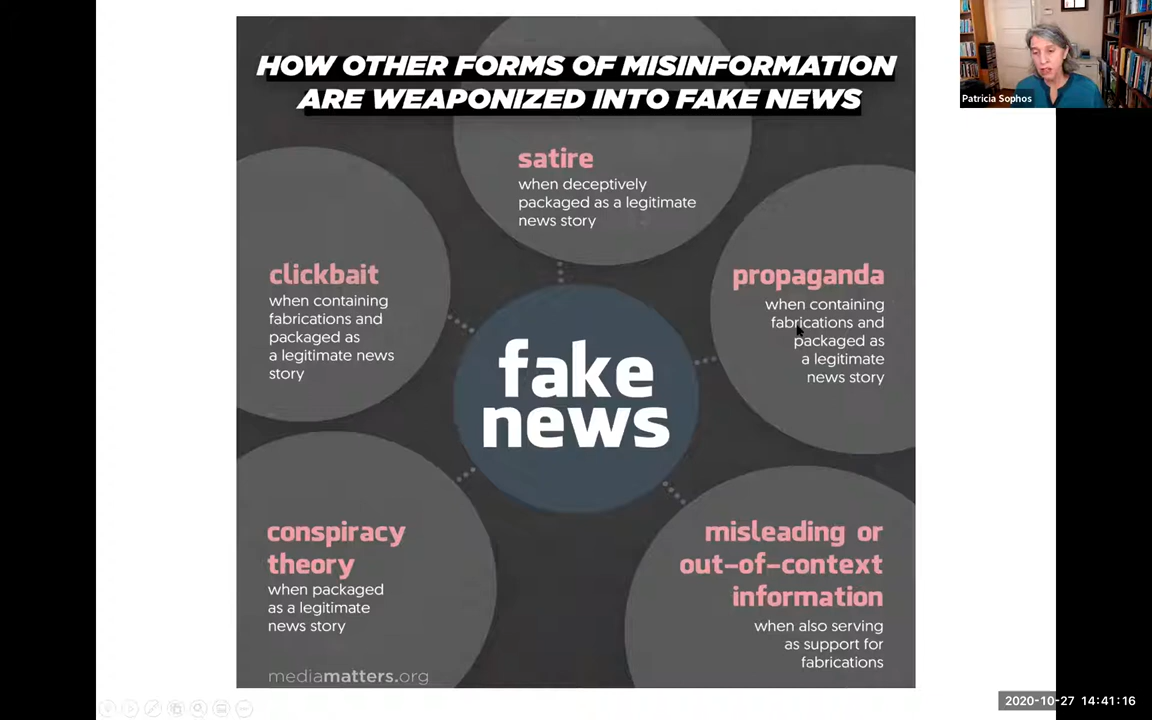 HOW OTHER FORMS OF MISINFORMATION
ARE WEAPONIZED INTO FAKE NEWS
satire
when deceptively
packaged as a legitimate
news story
clickbait
when containing
fabrications and
packaged as
a legitimate news
story
propaganda
when containing
fabrications and
packaged as
a legitimate
news story
fake
news
conspiracy
theory
when packaged
as a legitimate
news story
misleading or
out-of-context
information
when also serving
as support for
fabrications
mediamatters.org
Patricia Sophos
2020-10-27 14:41:16